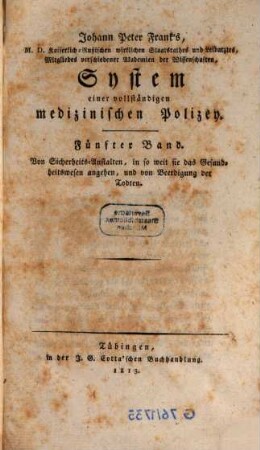 Johann Peter Frank's,
M. D. Kaiserlich-Russischen wirklichen Staatsrathes und Leibarztes,
Mitgliedes verschiedener Akademien der Wissenschaften,
System
einer vollständigen
medizinischen Polizey.
Fünfter Band.
Von Sicherheits-Anstalten, in so weit sie das Gesund-
heitswesen angehen, und von Beerdigung der
Todten.
Tübingen,
in der J. G. Cotta'schen Buchhandlung.
1813.
G 76/1735